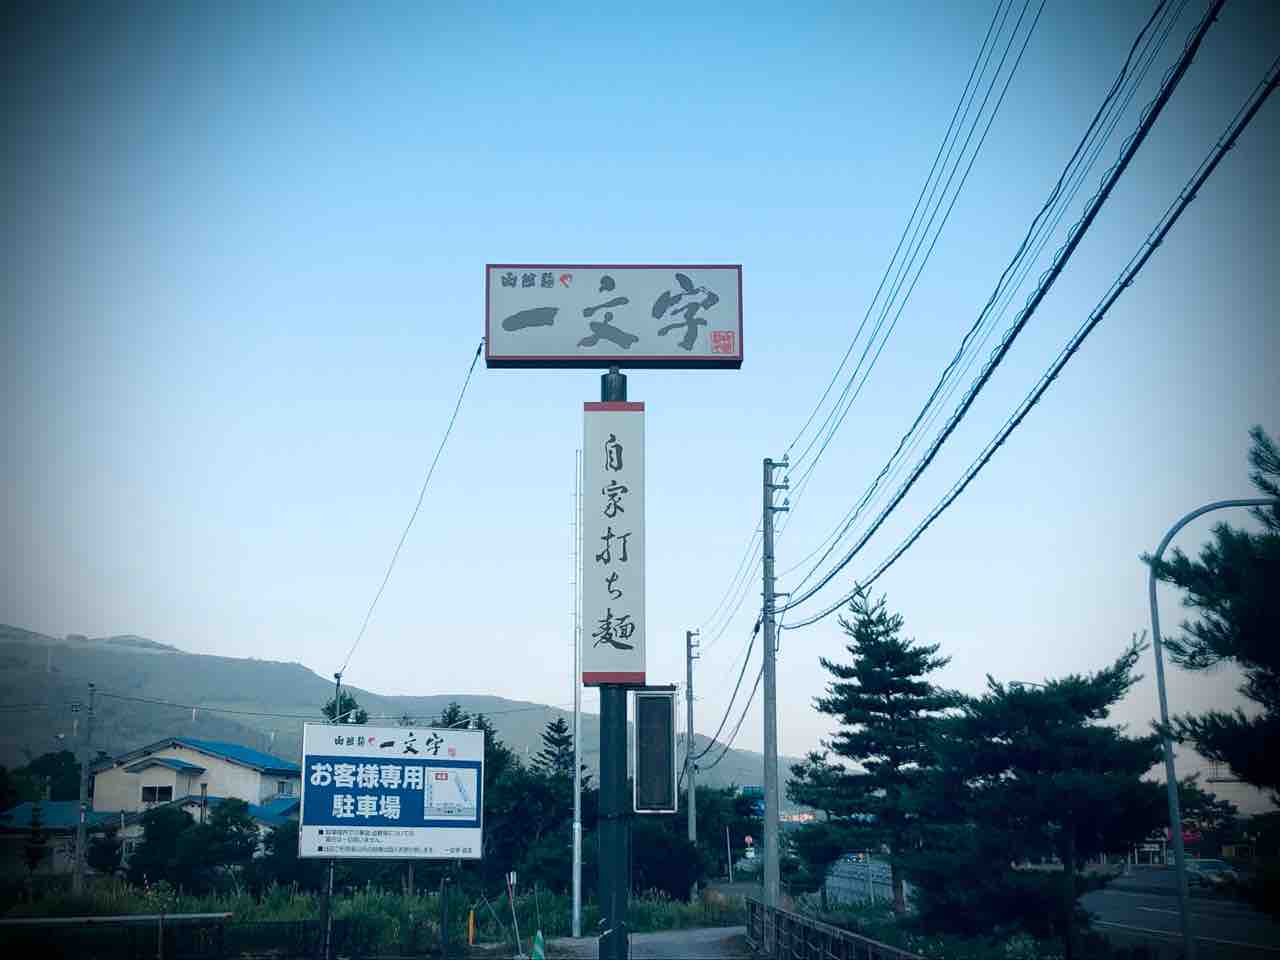 函館麺や
一文字
自家打ち麺
函館麺や 一文字
お客様専用
駐車場